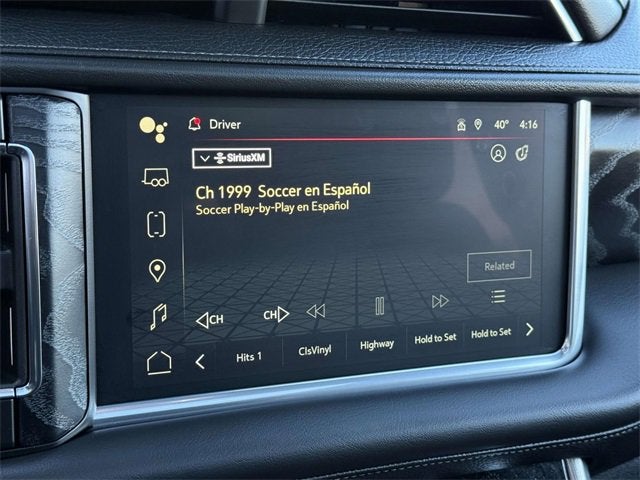 Driver 40° 4:16
SiriusXM
Ch 1999 Soccer en Español
Soccer Play-by-Play en Español
Related
CH CH
Hits 1 ClsVinyl Highway Hold to Set Hold to Set